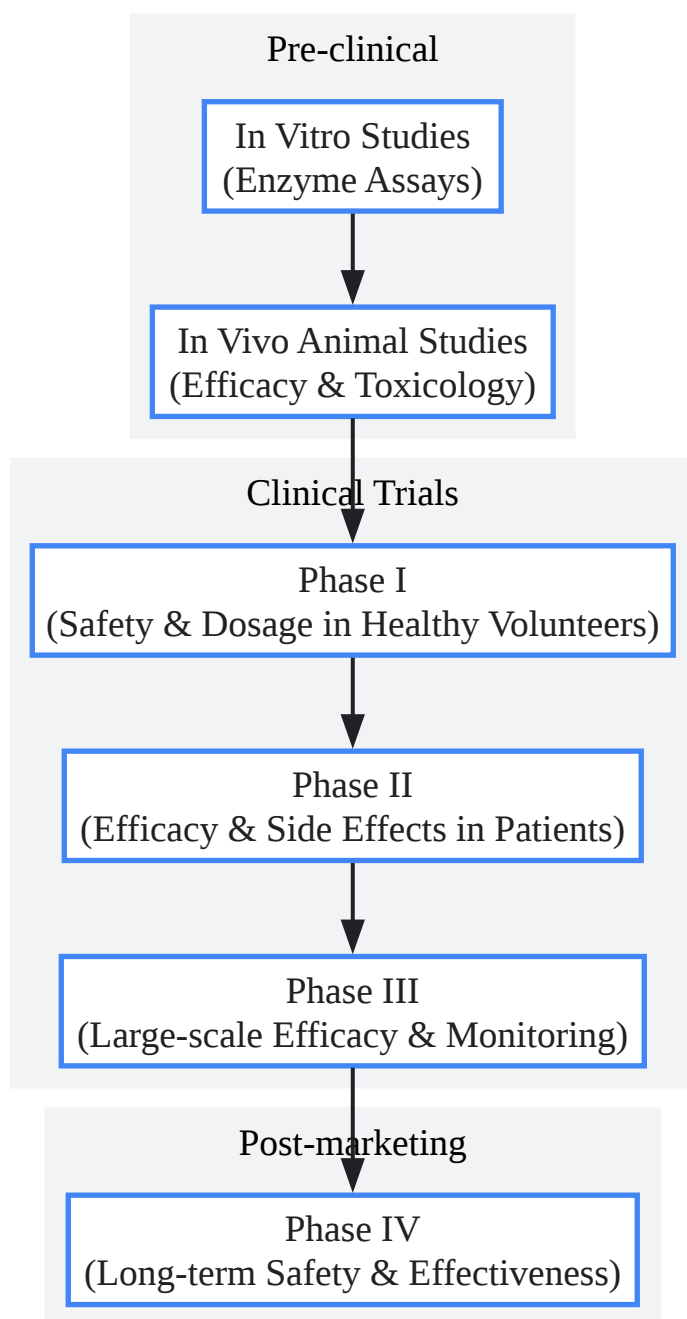 Pre-clinical
In Vitro Studies
(Enzyme Assays)
In Vivo Animal Studies
(Efficacy & Toxicology)
Clinical Trials
Phase I
(Safety & Dosage in Healthy Volunteers)
Phase II
(Efficacy & Side Effects in Patients)
Phase III
(Large-scale Efficacy & Monitoring)
Post-marketing
Phase IV
(Long-term Safety & Effectiveness)